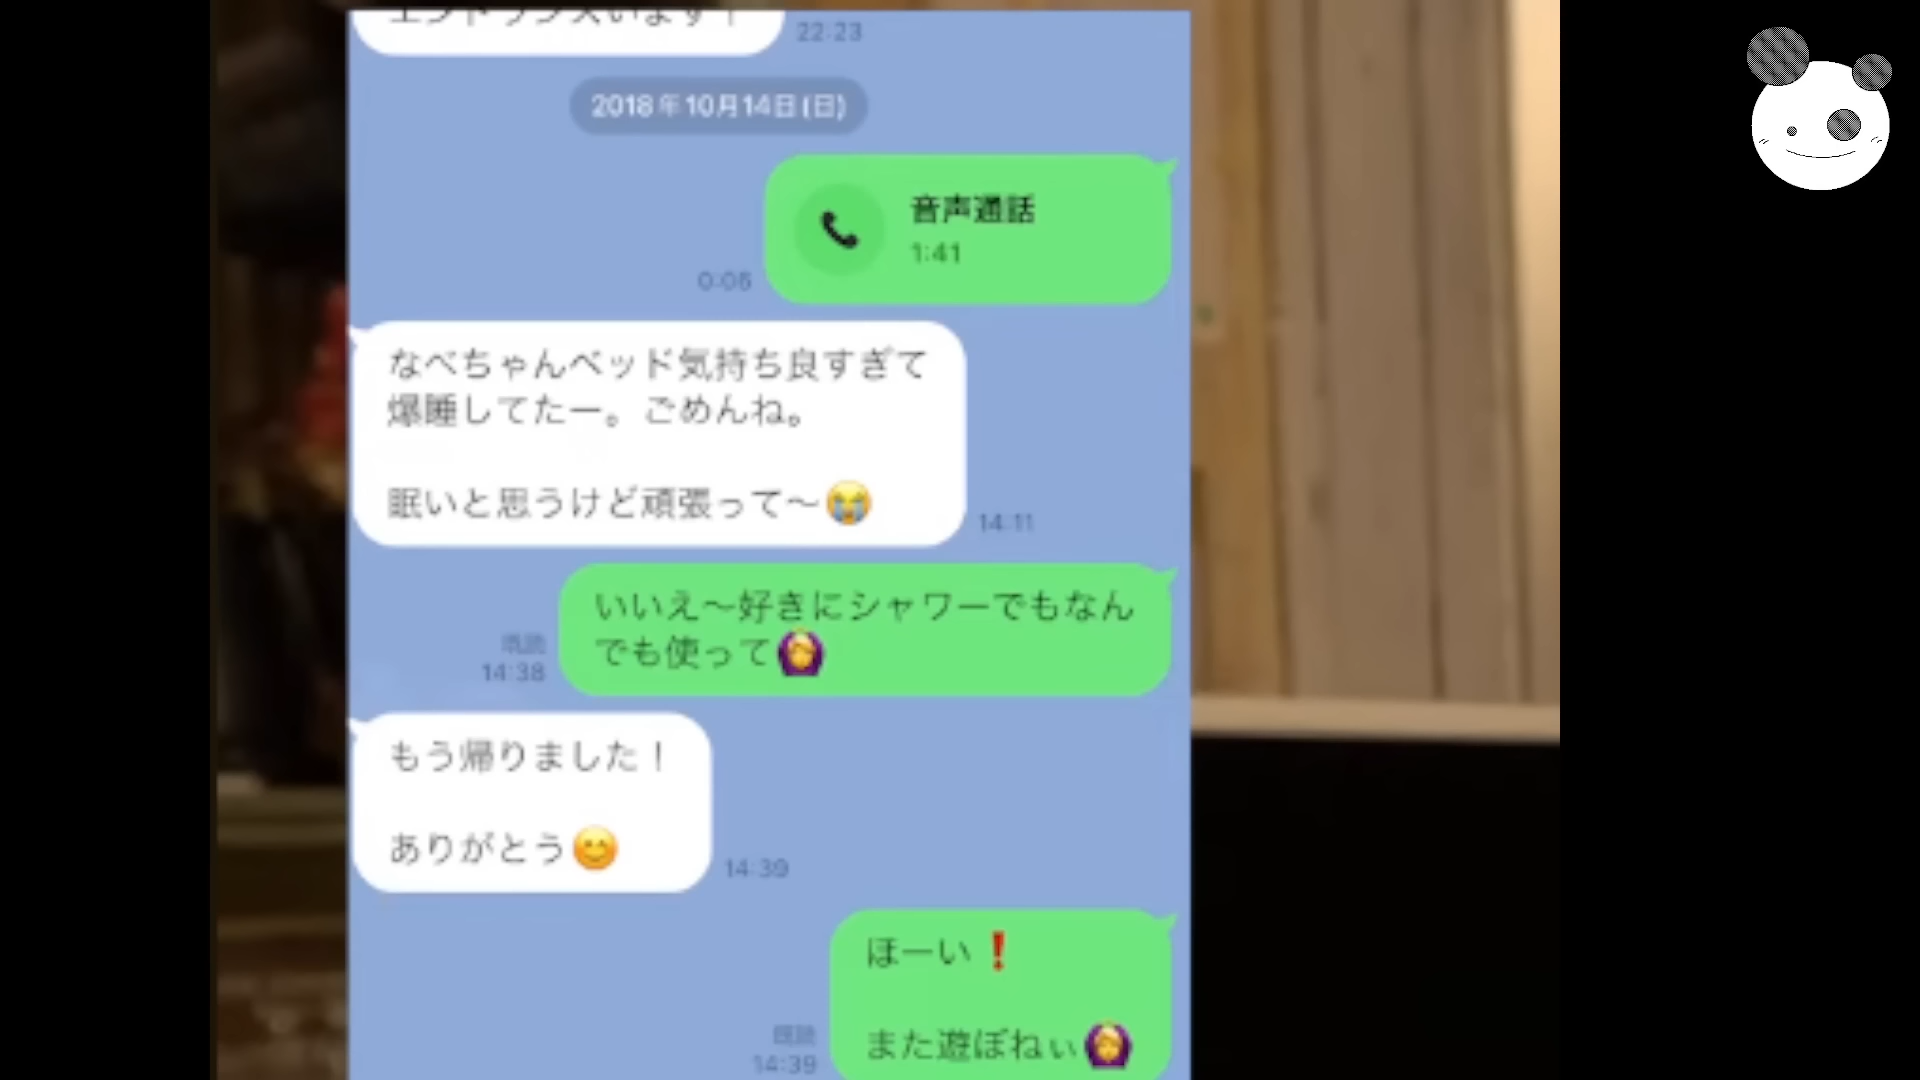 22:23
2018年10月14日(日)
音声通話
1:41
0:06
なべちゃんベッド気持ち良すぎて
爆睡してたー。ごめんね。
眠いと思うけど頑張って〜😭
14:11
いいえ〜好きにシャワーでもなん
でも使って🙆
既読
14:38
もう帰りました！
ありがとう😊
14:39
ほーい❗
また遊ぼねぃ🙆
既読
14:39